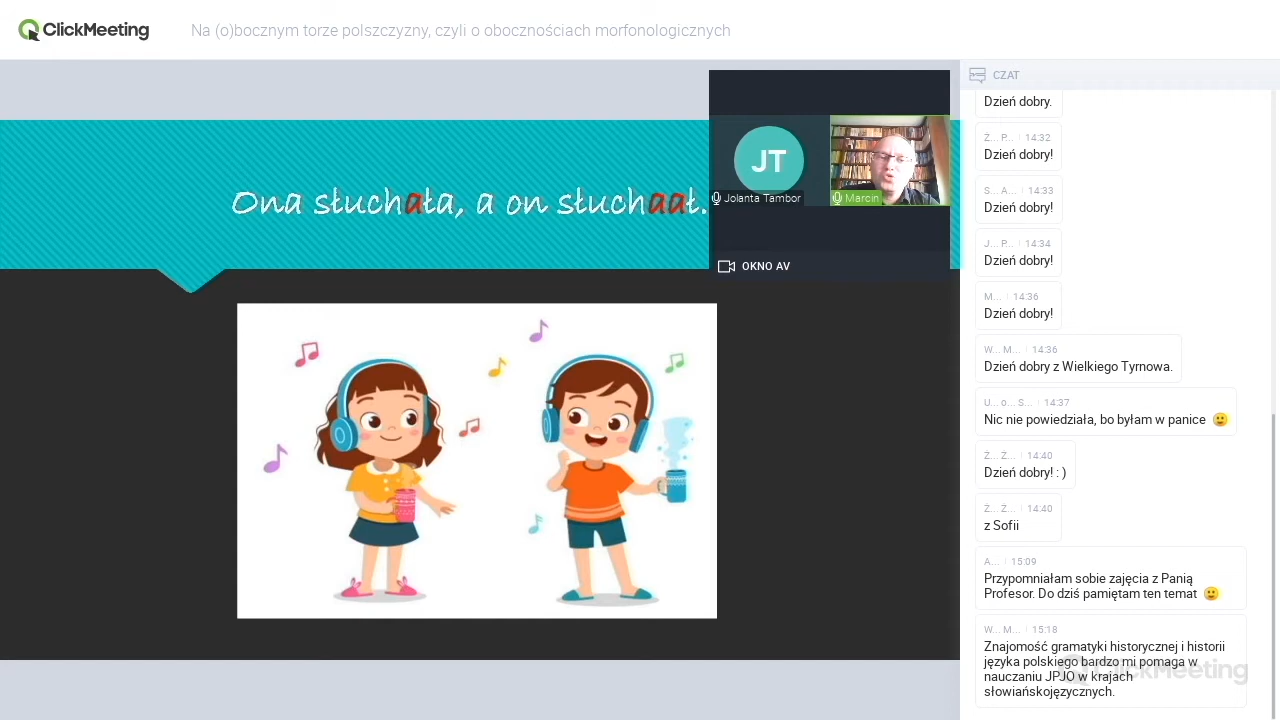 ClickMeeting
Na (o)bocznym torze polszczyzny, czyli o obocznościach morfonologicznych
Ona słuchała, a on słuchaał.
JT
Jolanta Tambor
Marcin
OKNO AV
CZAT
Dzień dobry.
Z... P... 14:32
Dzień dobry!
S... A... 14:33
Dzień dobry!
J... P... 14:34
Dzień dobry!
M... 14:36
Dzień dobry!
W... M... 14:36
Dzień dobry z Wielkiego Tyrnowa.
U... o... S... 14:37
Nic nie powiedziała, bo byłam w panice
Ż... Ż... 14:40
Dzień dobry! : )
Ż... Ż... 14:40
z Sofii
A... 15:09
Przypomniałam sobie zajęcia z Panią
Profesor. Do dziś pamiętam ten temat
W... M... 15:18
Znajomość gramatyki historycznej i historii
języka polskiego bardzo mi pomaga w
nauczaniu JPJO w krajach
słowiańskojęzycznych.
ClickMeeting